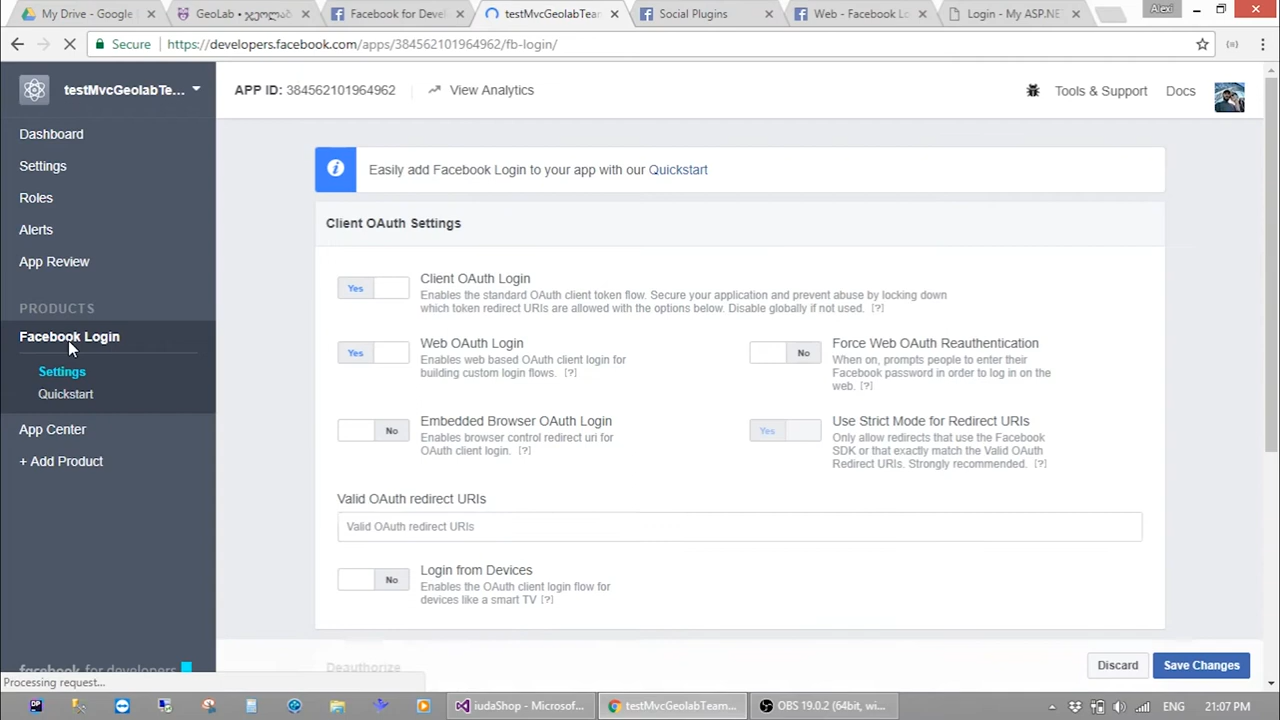 My Drive - Google
GeoLab - ჯეოლაბ
Facebook for Deve
testMvcGeolabTeam
Social Plugins
Web - Facebook Lo
Login - My ASP.NE
Alexi
Secure
https://developers.facebook.com/apps/384562101964962/fb-login/
testMvcGeolabTe...
APP ID: 384562101964962
View Analytics
Tools & Support
Docs
Dashboard
Settings
Roles
Alerts
App Review
PRODUCTS
Facebook Login
Settings
Quickstart
App Center
+ Add Product
facebook for developers
Easily add Facebook Login to your app with our Quickstart
Client OAuth Settings
Yes
Client OAuth Login
Enables the standard OAuth client token flow. Secure your application and prevent abuse by locking down
which token redirect URIs are allowed with the options below. Disable globally if not used. [?]
Yes
Web OAuth Login
Enables web based OAuth client login for
building custom login flows. [?]
No
Force Web OAuth Reauthentication
When on, prompts people to enter their
Facebook password in order to log in on the
web. [?]
No
Embedded Browser OAuth Login
Enables browser control redirect uri for
OAuth client login. [?]
Yes
Use Strict Mode for Redirect URIs
Only allow redirects that use the Facebook
SDK or that exactly match the Valid OAuth
Redirect URIs. Strongly recommended. [?]
Valid OAuth redirect URIs
Valid OAuth redirect URIs
No
Login from Devices
Enables the OAuth client login flow for
devices like a smart TV [?]
Deauthorize
Discard
Save Changes
Processing request...
iudaShop - Microsof...
testMvcGeolabTeam...
OBS 19.0.2 (64bit, wi...
ENG
21:07 PM